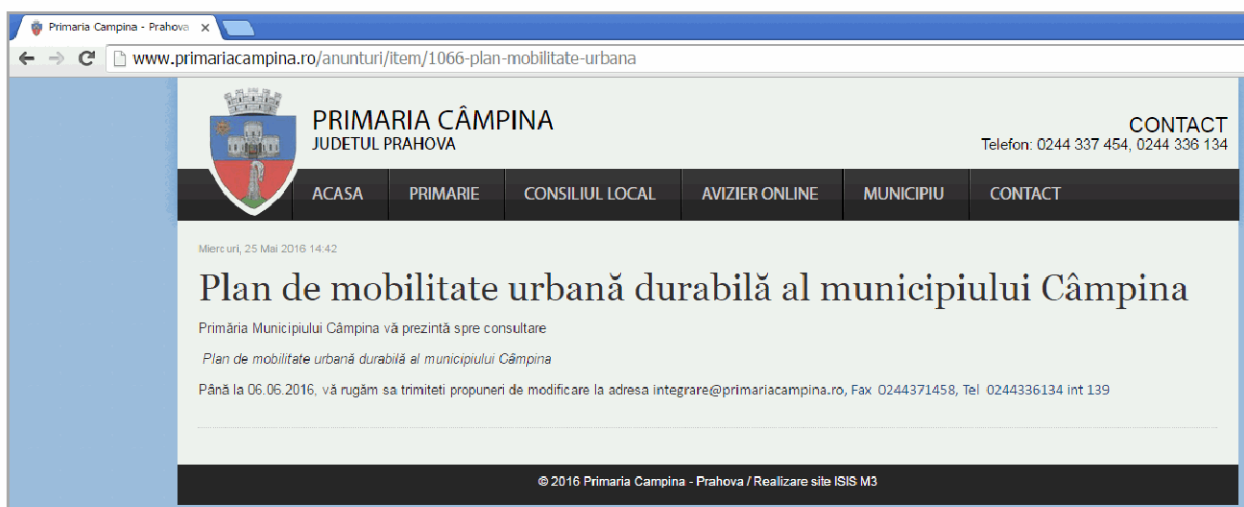 Primaria Campina - Prahova
www.primariacampina.ro/anunturi/item/1066-plan-mobilitate-urbana
PRIMARIA CÂMPINA
JUDETUL PRAHOVA
CONTACT
Telefon: 0244 337 454, 0244 336 134
ACASA PRIMARIE CONSILIUL LOCAL AVIZIER ONLINE MUNICIPIU CONTACT
Miercuri, 25 Mai 2016 14:42
Plan de mobilitate urbană durabilă al municipiului Câmpina
Primăria Municipiului Câmpina vă prezintă spre consultare
Plan de mobilitate urbană durabilă al municipiului Câmpina
Până la 06.06.2016, vă rugăm sa trimiteti propuneri de modificare la adresa integrare@primariacampina.ro, Fax 0244371458, Tel 0244336134 int 139
© 2016 Primaria Campina - Prahova / Realizare site ISIS M3